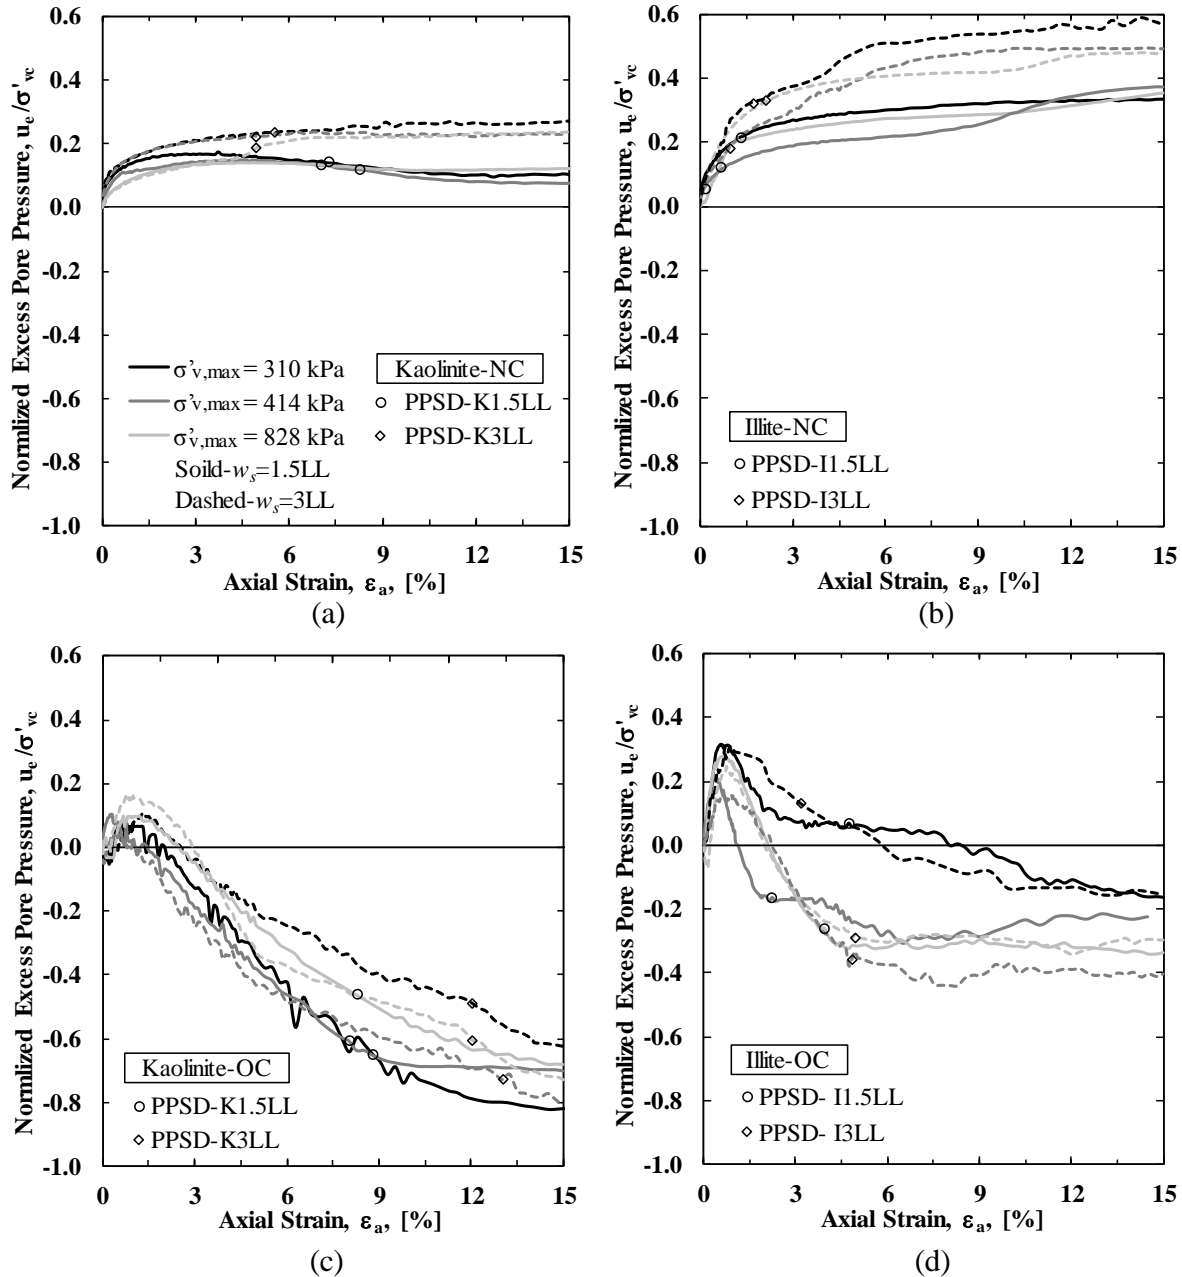 Normlized Excess Pore Pressure, uₑ/σ'ᵥ꜀
0.6
0.4
0.2
0.0
-0.2
-0.4
-0.6
-0.8
-1.0
σ'v,max = 310 kPa
σ'v,max = 414 kPa
σ'v,max = 828 kPa
Soild-wₛ=1.5LL
Dashed-wₛ=3LL
Kaolinite-NC
PPSD-K1.5LL
PPSD-K3LL
0 3 6 9 12 15
Axial Strain, εₐ, [%]
(a)
Normlized Excess Pore Pressure, uₑ/σ'ᵥ꜀
0.6
0.4
0.2
0.0
-0.2
-0.4
-0.6
-0.8
-1.0
Illite-NC
PPSD-I1.5LL
PPSD-I3LL
0 3 6 9 12 15
Axial Strain, εₐ, [%]
(b)
Normlized Excess Pore Pressure, uₑ/σ'ᵥ꜀
0.6
0.4
0.2
0.0
-0.2
-0.4
-0.6
-0.8
-1.0
Kaolinite-OC
PPSD-K1.5LL
PPSD-K3LL
0 3 6 9 12 15
Axial Strain, εₐ, [%]
(c)
Normlized Excess Pore Pressure, uₑ/σ'ᵥ꜀
0.6
0.4
0.2
0.0
-0.2
-0.4
-0.6
-0.8
-1.0
Illite-OC
PPSD- I1.5LL
PPSD- I3LL
0 3 6 9 12 15
Axial Strain, εₐ, [%]
(d)